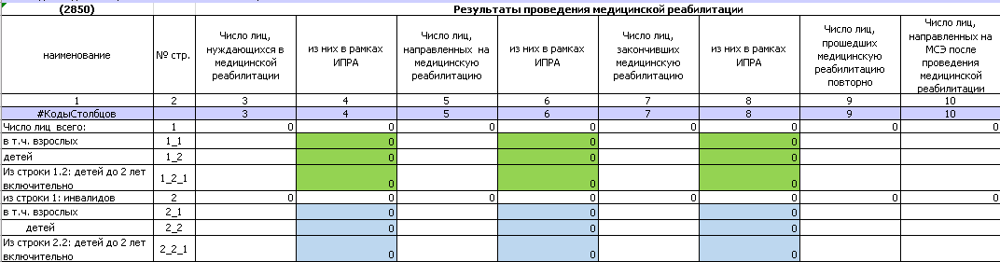 (2850) Результаты проведения медицинской реабилитации
наименование
№ стр.
Число лиц,
нуждающихся в
медицинской
реабилитации
из них в рамках
ИПРА
Число лиц,
направленных на
медицинскую
реабилитацию
из них в рамках
ИПРА
Число лиц,
закончивших
медицинскую
реабилитацию
из них в рамках
ИПРА
Число лиц,
прошедших
медицинскую
реабилитацию
повторно
Число лиц,
направленных на
МСЭ после
проведения
медицинской
реабилитации
1 2 3 4 5 6 7 8 9 10
#КодыСтолбцов 3 4 5 6 7 8 9 10
Число лиц всего: 1 0 0 0 0 0 0 0 0
в т.ч. взрослых 1_1 0 0 0
детей 1_2 0 0 0
Из строки 1.2: детей до 2 лет
включительно 1_2_1 0 0 0
из строки 1: инвалидов 2 0 0 0 0 0 0 0 0
в т.ч. взрослых 2_1 0 0 0
детей 2_2 0 0 0
Из строки 2.2: детей до 2 лет
включительно 2_2_1 0 0 0